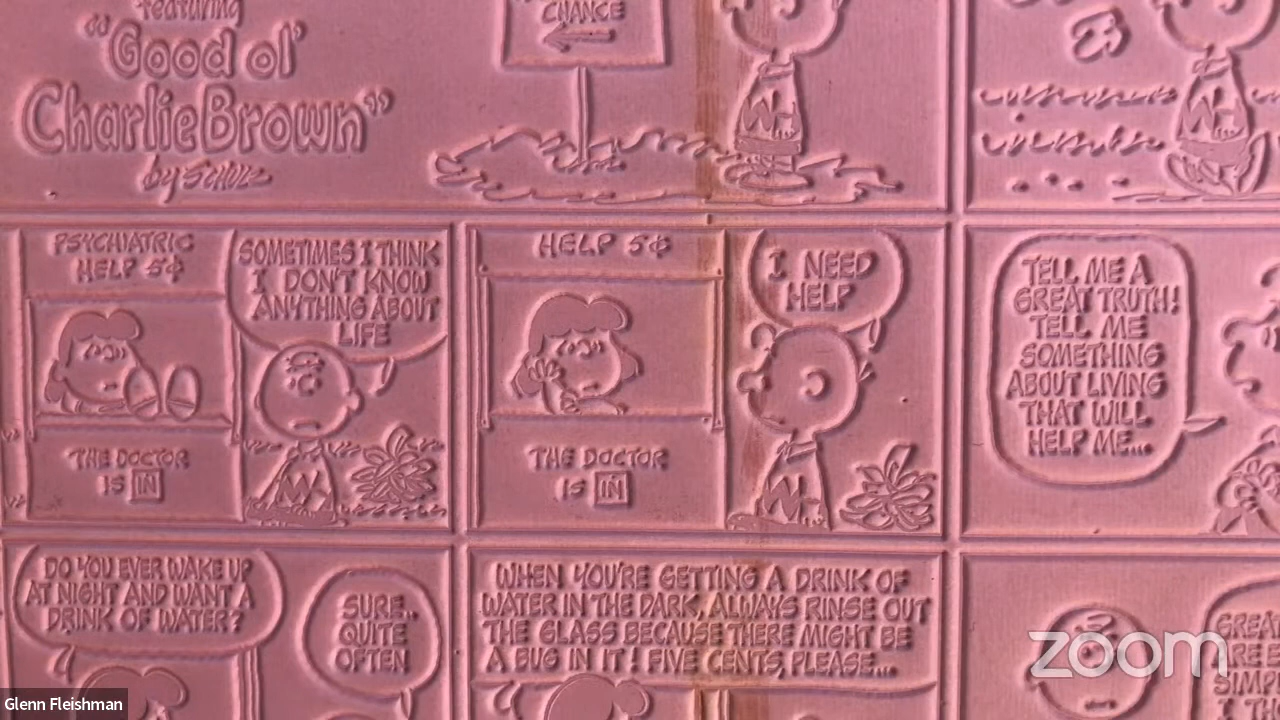 featuring
"Good ol'
CharlieBrown"
by SCHULZ
CHANCE
PSYCHIATRIC
HELP 5¢
SOMETIMES I THINK
I DON'T KNOW
ANYTHING ABOUT
LIFE
THE DOCTOR
IS IN
HELP 5¢
I NEED
HELP
THE DOCTOR
IS IN
TELL ME A
GREAT TRUTH!
TELL ME
SOMETHING
ABOUT LIVING
THAT WILL
HELP ME...
DO YOU EVER WAKE UP
AT NIGHT AND WANT A
DRINK OF WATER?
SURE..
QUITE
OFTEN
WHEN YOU'RE GETTING A DRINK OF
WATER IN THE DARK, ALWAYS RINSE OUT
THE GLASS BECAUSE THERE MIGHT BE
A BUG IN IT! FIVE CENTS, PLEASE...
GREAT
ARE
SIMP
I TH
zoom
Glenn Fleishman